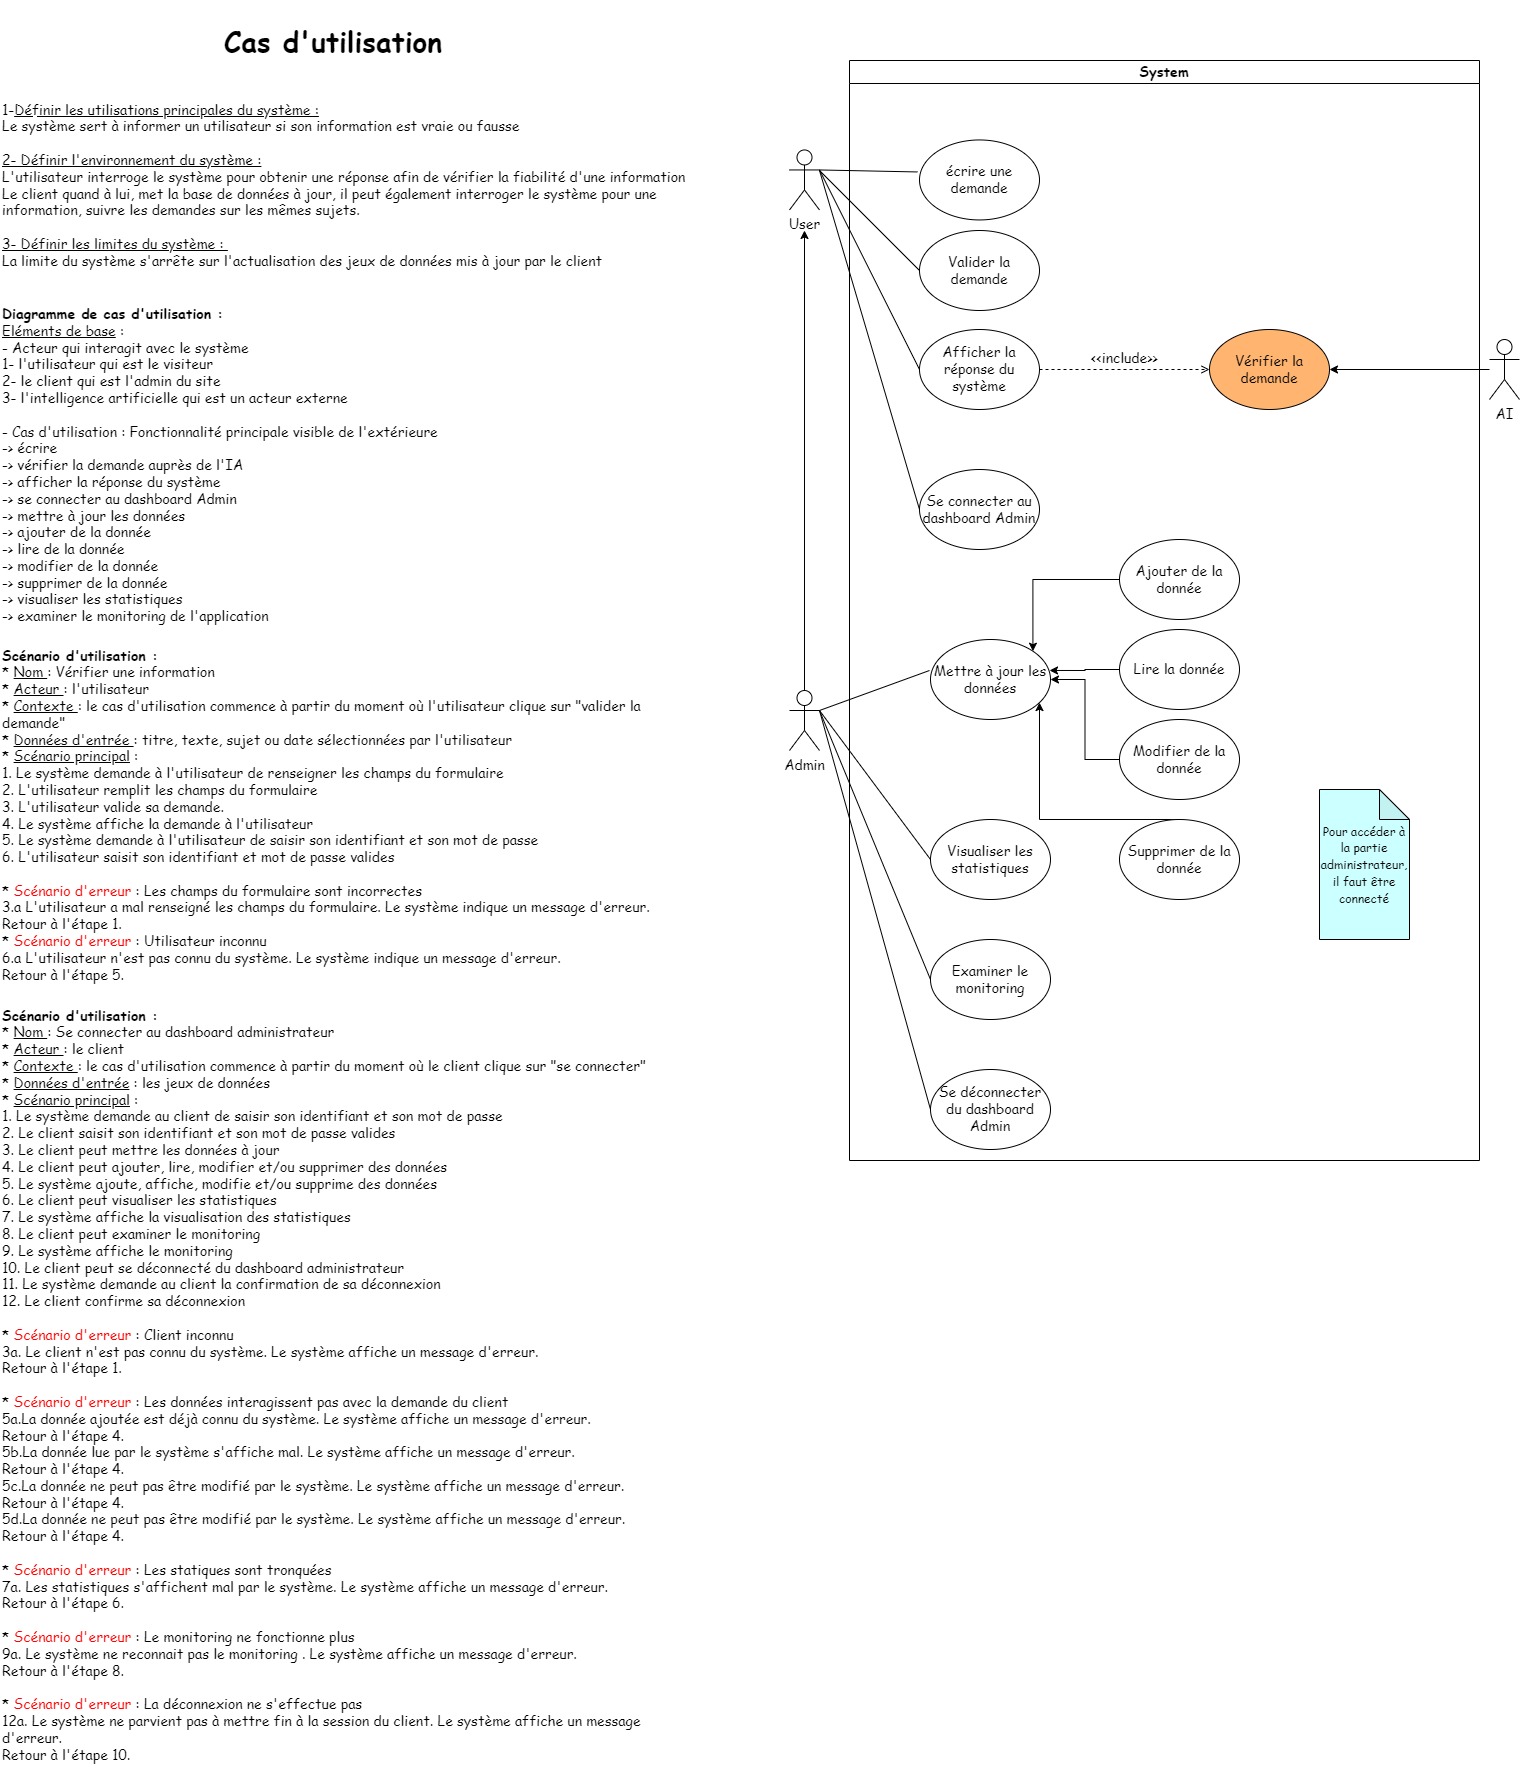 Cas d'utilisation
1-Définir les utilisations principales du système :
Le système sert à informer un utilisateur si son information est vraie ou fausse
2- Définir l'environnement du système :
L'utilisateur interroge le système pour obtenir une réponse afin de vérifier la fiabilité d'une information
Le client quand à lui, met la base de données à jour, il peut également interroger le système pour une
information, suivre les demandes sur les mêmes sujets.
3- Définir les limites du système :
La limite du système s'arrête sur l'actualisation des jeux de données mis à jour par le client
Diagramme de cas d'utilisation :
Eléments de base :
- Acteur qui interagit avec le système
1- l'utilisateur qui est le visiteur
2- le client qui est l'admin du site
3- l'intelligence artificielle qui est un acteur externe
- Cas d'utilisation : Fonctionnalité principale visible de l'extérieure
-> écrire
-> vérifier la demande auprès de l'IA
-> afficher la réponse du système
-> se connecter au dashboard Admin
-> mettre à jour les données
-> ajouter de la donnée
-> lire de la donnée
-> modifier de la donnée
-> supprimer de la donnée
-> visualiser les statistiques
-> examiner le monitoring de l'application
Scénario d'utilisation :
* Nom : Vérifier une information
* Acteur : l'utilisateur
* Contexte : le cas d'utilisation commence à partir du moment où l'utilisateur clique sur "valider la
demande"
* Données d'entrée : titre, texte, sujet ou date sélectionnées par l'utilisateur
* Scénario principal :
1. Le système demande à l'utilisateur de renseigner les champs du formulaire
2. L'utilisateur remplit les champs du formulaire
3. L'utilisateur valide sa demande.
4. Le système affiche la demande à l'utilisateur
5. Le système demande à l'utilisateur de saisir son identifiant et son mot de passe
6. L'utilisateur saisit son identifiant et mot de passe valides
* Scénario d'erreur : Les champs du formulaire sont incorrectes
3.a L'utilisateur a mal renseigné les champs du formulaire. Le système indique un message d'erreur.
Retour à l'étape 1.
* Scénario d'erreur : Utilisateur inconnu
6.a L'utilisateur n'est pas connu du système. Le système indique un message d'erreur.
Retour à l'étape 5.
Scénario d'utilisation :
* Nom : Se connecter au dashboard administrateur
* Acteur : le client
* Contexte : le cas d'utilisation commence à partir du moment où le client clique sur "se connecter"
* Données d'entrée : les jeux de données
* Scénario principal :
1. Le système demande au client de saisir son identifiant et son mot de passe
2. Le client saisit son identifiant et son mot de passe valides
3. Le client peut mettre les données à jour
4. Le client peut ajouter, lire, modifier et/ou supprimer des données
5. Le système ajoute, affiche, modifie et/ou supprime des données
6. Le client peut visualiser les statistiques
7. Le système affiche la visualisation des statistiques
8. Le client peut examiner le monitoring
9. Le système affiche le monitoring
10. Le client peut se déconnecté du dashboard administrateur
11. Le système demande au client la confirmation de sa déconnexion
12. Le client confirme sa déconnexion
* Scénario d'erreur : Client inconnu
3a. Le client n'est pas connu du système. Le système affiche un message d'erreur.
Retour à l'étape 1.
* Scénario d'erreur : Les données interagissent pas avec la demande du client
5a.La donnée ajoutée est déjà connu du système. Le système affiche un message d'erreur.
Retour à l'étape 4.
5b.La donnée lue par le système s'affiche mal. Le système affiche un message d'erreur.
Retour à l'étape 4.
5c.La donnée ne peut pas être modifié par le système. Le système affiche un message d'erreur.
Retour à l'étape 4.
5d.La donnée ne peut pas être modifié par le système. Le système affiche un message d'erreur.
Retour à l'étape 4.
* Scénario d'erreur : Les statiques sont tronquées
7a. Les statistiques s'affichent mal par le système. Le système affiche un message d'erreur.
Retour à l'étape 6.
* Scénario d'erreur : Le monitoring ne fonctionne plus
9a. Le système ne reconnait pas le monitoring . Le système affiche un message d'erreur.
Retour à l'étape 8.
* Scénario d'erreur : La déconnexion ne s'effectue pas
12a. Le système ne parvient pas à mettre fin à la session du client. Le système affiche un message
d'erreur.
Retour à l'étape 10.
System
User
écrire une
demande
Valider la
demande
Afficher la
réponse du
système
<<include>>
Vérifier la
demande
AI
Se connecter au
dashboard Admin
Ajouter de la
donnée
Mettre à jour les
données
Lire la donnée
Admin
Modifier de la
donnée
Visualiser les
statistiques
Supprimer de la
donnée
Pour accéder à
la partie
administrateur,
il faut être
connecté
Examiner le
monitoring
Se déconnecter
du dashboard
Admin